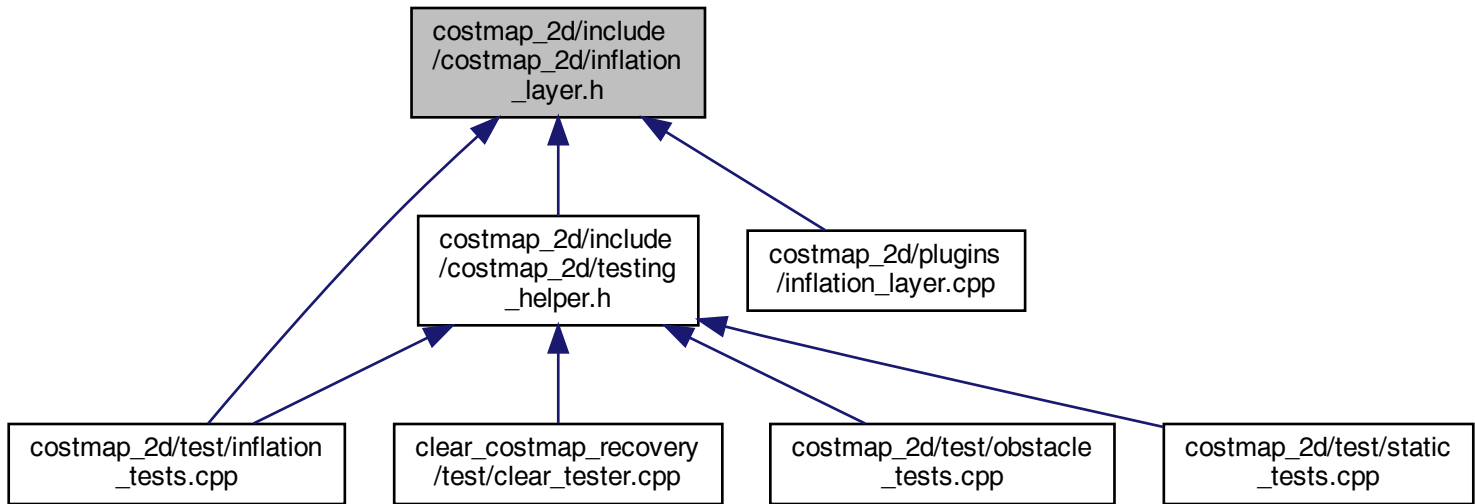 costmap_2d/include
/costmap_2d/inflation
_layer.h
costmap_2d/include
/costmap_2d/testing
_helper.h
costmap_2d/plugins
/inflation_layer.cpp
costmap_2d/test/inflation
_tests.cpp
clear_costmap_recovery
/test/clear_tester.cpp
costmap_2d/test/obstacle
_tests.cpp
costmap_2d/test/static
_tests.cpp